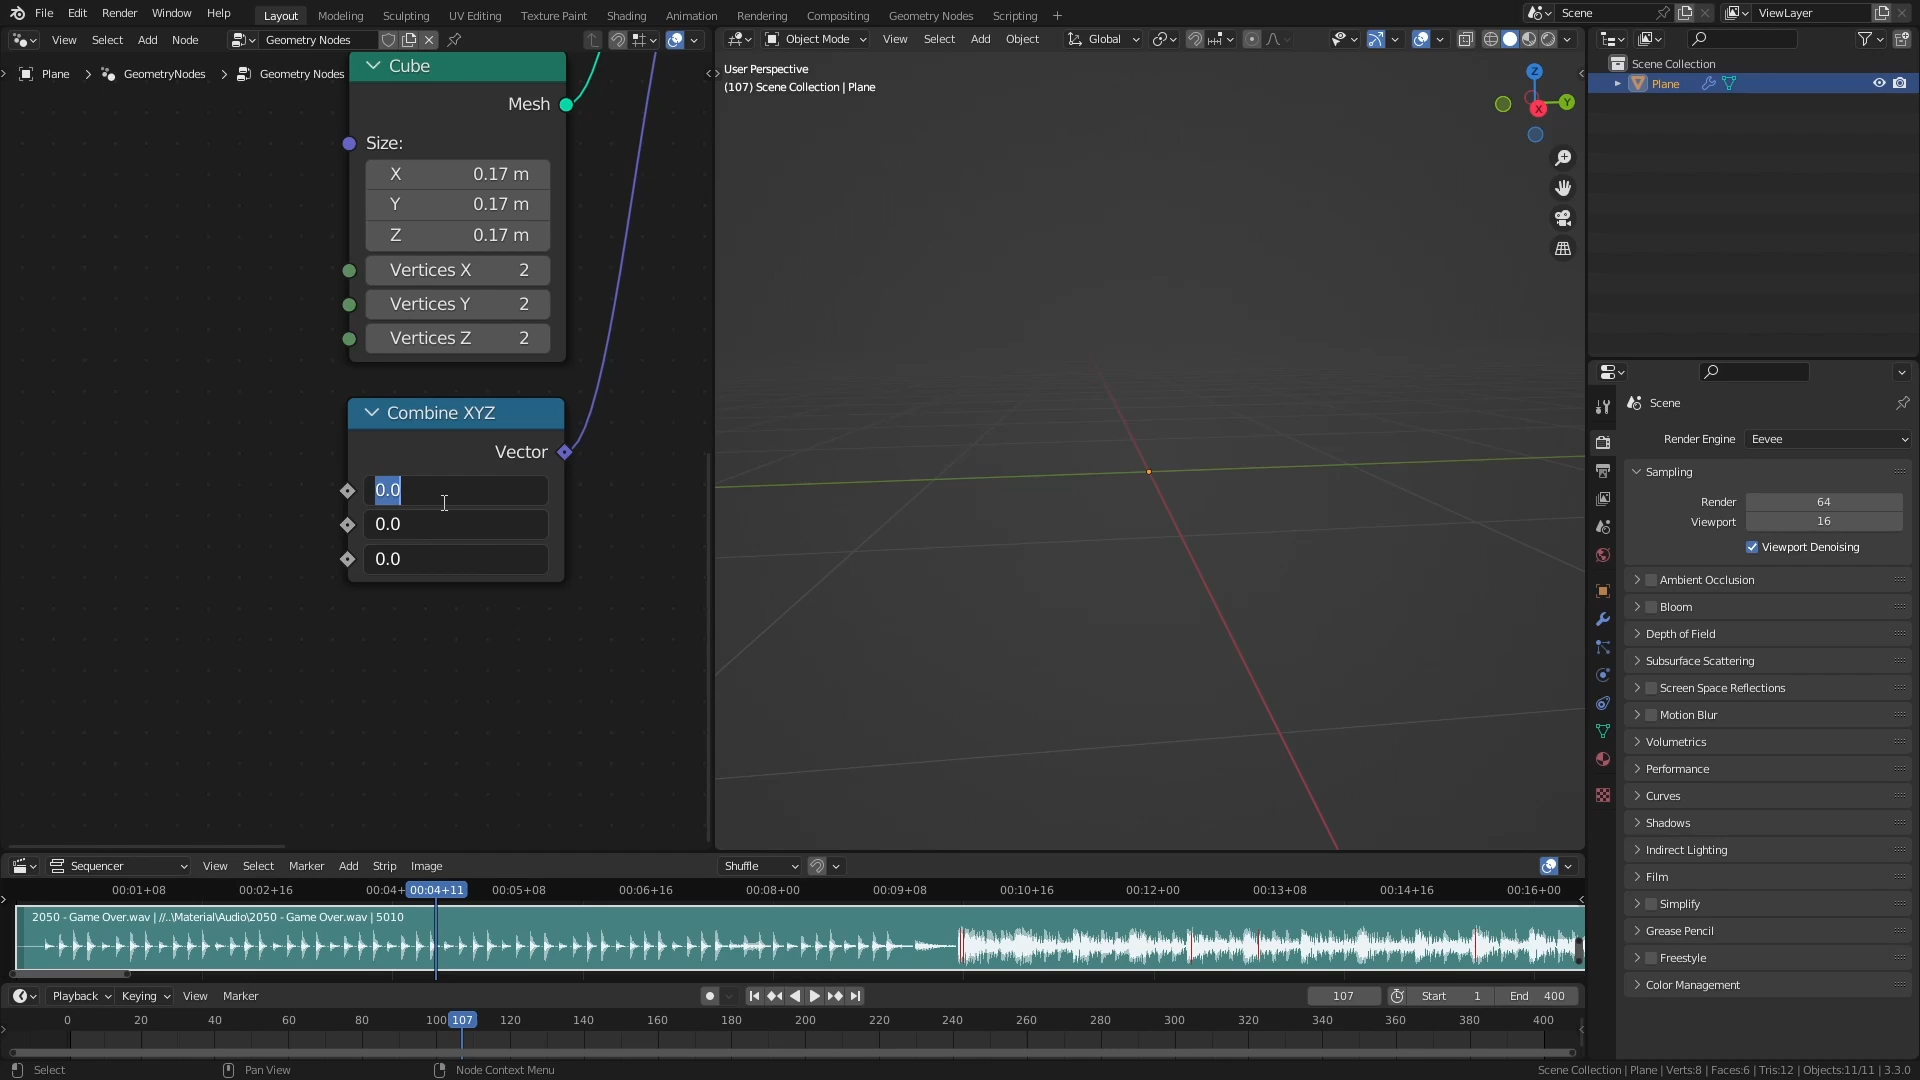 File Edit Render Window Help Layout Modeling Sculpting UV Editing Texture Paint Shading Animation Rendering Compositing Geometry Nodes Scripting + Scene ViewLayer
View Select Add Node Geometry Nodes
Object Mode View Select Add Object Global
Plane GeometryNodes Geometry Nodes
Cube
Mesh
Size:
X 0.17 m
Y 0.17 m
Z 0.17 m
Vertices X 2
Vertices Y 2
Vertices Z 2
Combine XYZ
Vector
0.0
0.0
0.0
User Perspective
(107) Scene Collection | Plane
Z
Y
X
Scene Collection
Plane
Scene
Render Engine Eevee
Sampling
Render 64
Viewport 16
Viewport Denoising
Ambient Occlusion
Bloom
Depth of Field
Subsurface Scattering
Screen Space Reflections
Motion Blur
Volumetrics
Performance
Curves
Shadows
Indirect Lighting
Film
Simplify
Grease Pencil
Freestyle
Color Management
Sequencer View Select Marker Add Strip Image Shuffle
00:01+08 00:02+16 00:04+ 00:04+11 00:05+08 00:06+16 00:08+00 00:09+08 00:10+16 00:12+00 00:13+08 00:14+16 00:16+00
2050 - Game Over.wav | //..\Material\Audio\2050 - Game Over.wav | 5010
Playback Keying View Marker 107 Start 1 End 400
0 20 40 60 80 100 107 120 140 160 180 200 220 240 260 280 300 320 340 360 380 400
Select Pan View Node Context Menu Scene Collection | Plane | Verts:8 | Faces:6 | Tris:12 | Objects:11/11 | 3.3.0